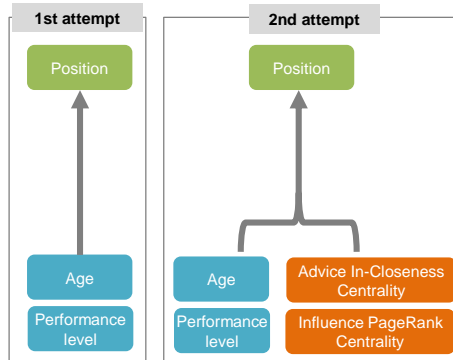 1st attempt
Position
Age
Performance
level
2nd attempt
Position
Age
Performance
level
Advice In-Closeness
Centrality
Influence PageRank
Centrality